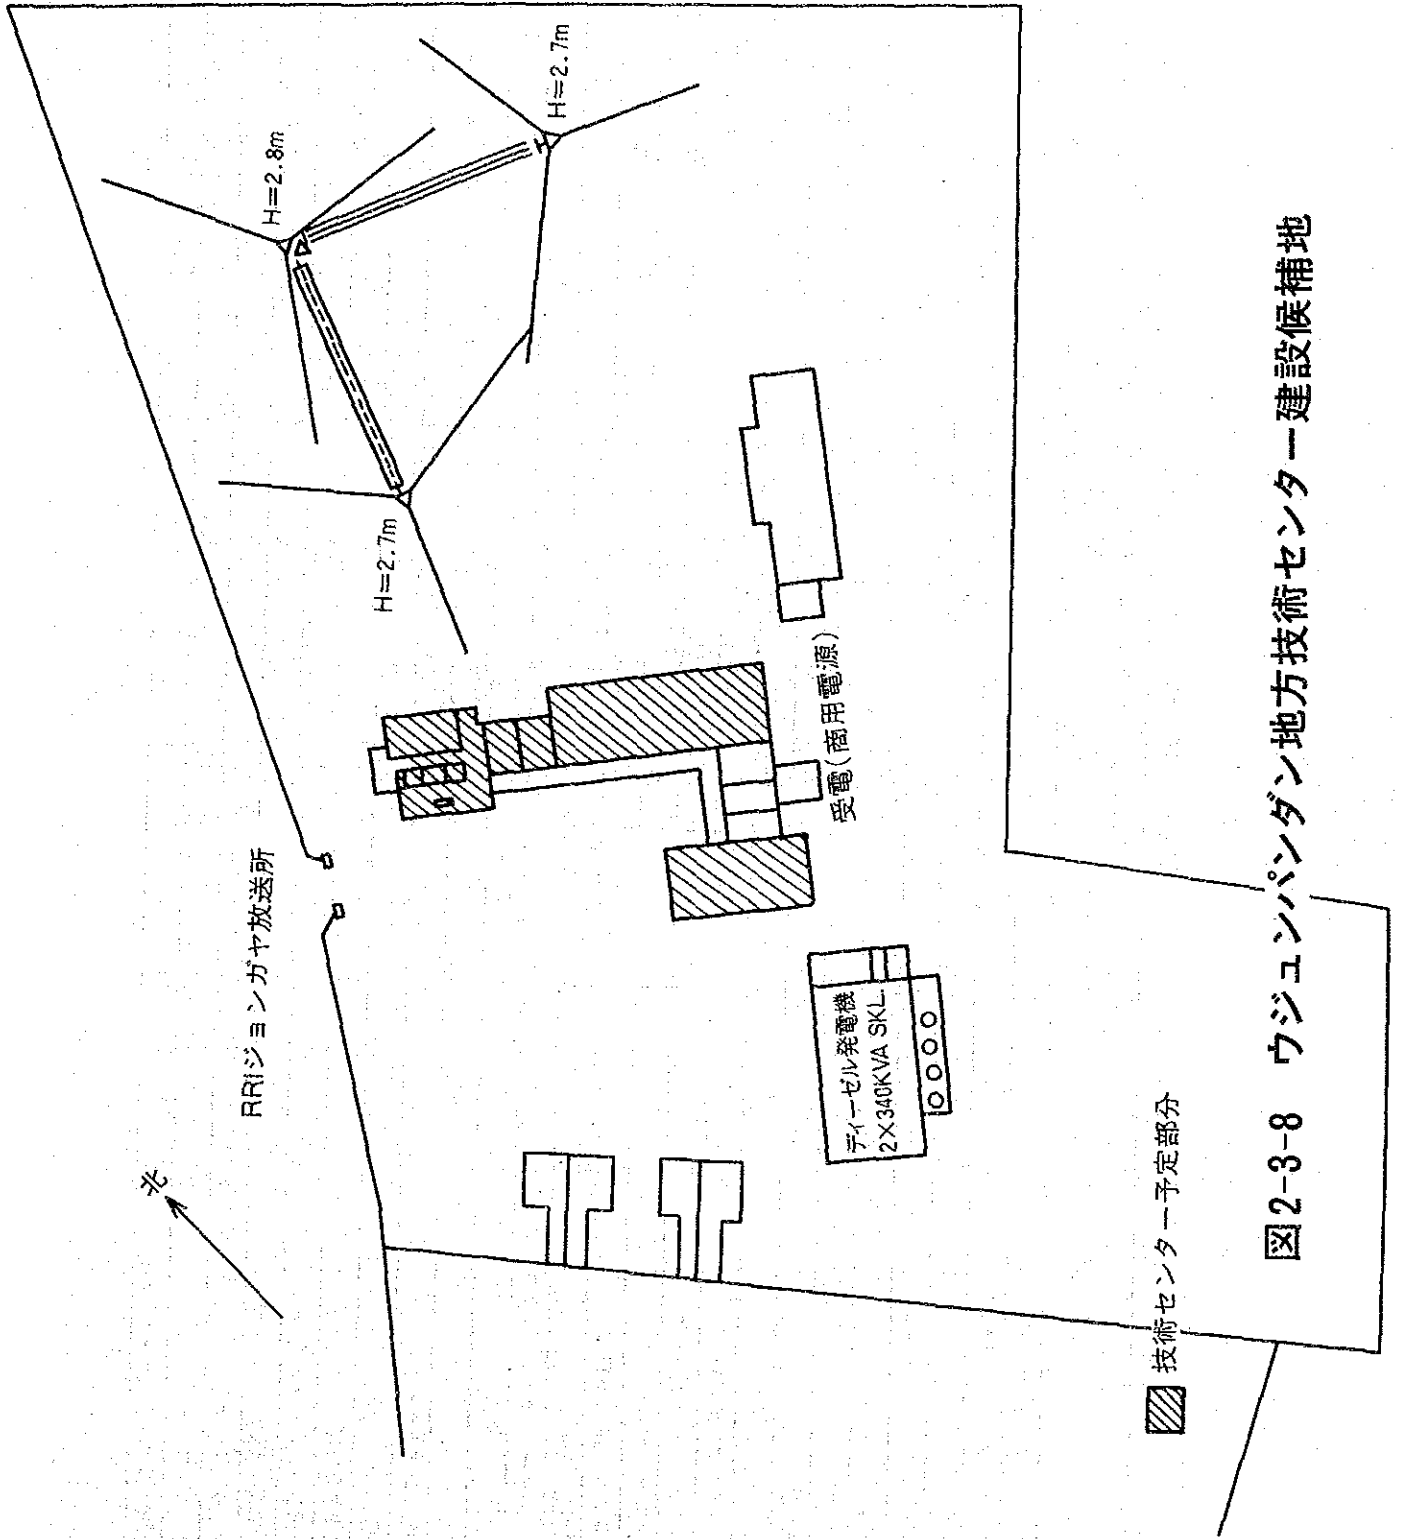 北
RRIジョンガヤ放送所
H=2.7m
H=2.8m
H=2.7m
受電(商用電源)
ディーゼル発電機
2×340KVA SKL.
技術センター予定部分
図2-3-8 ウジュンパンダン地方技術センター建設候補地